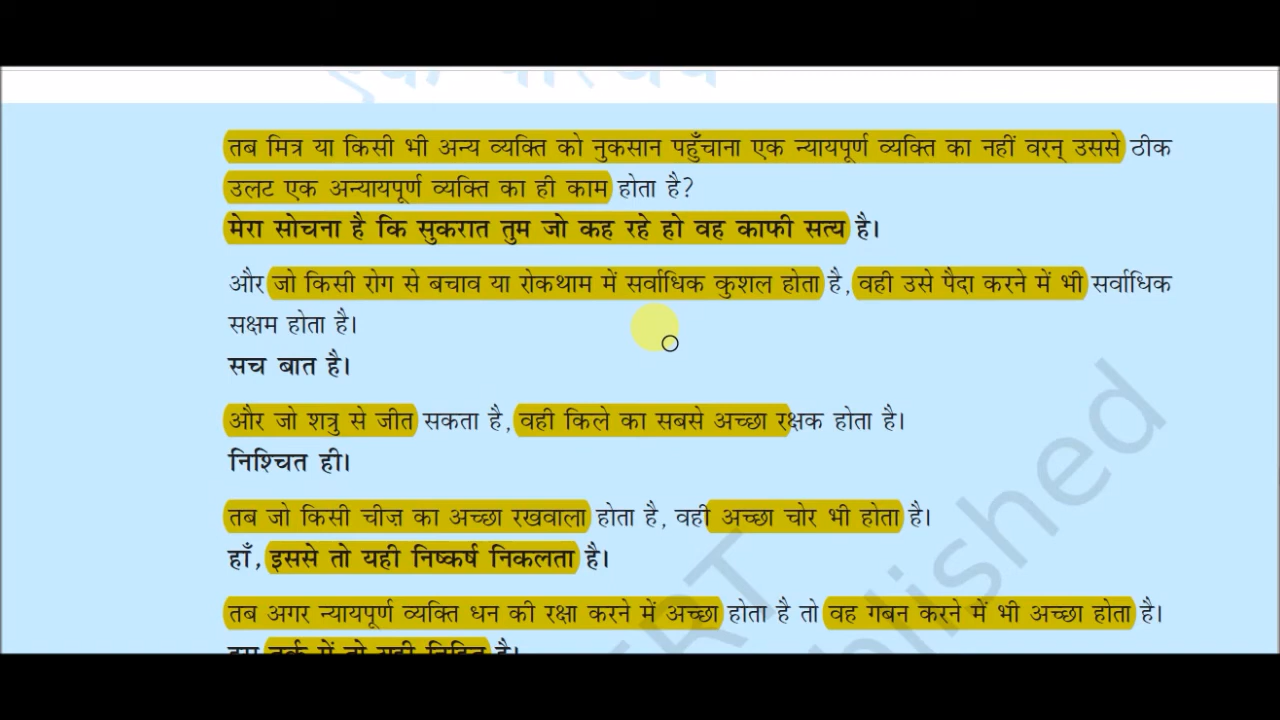 तब मित्र या किसी भी अन्य व्यक्ति को नुकसान पहुँचाना एक न्यायपूर्ण व्यक्ति का नहीं वरन् उससे ठीक
उलट एक अन्यायपूर्ण व्यक्ति का ही काम होता है?
मेरा सोचना है कि सुकरात तुम जो कह रहे हो वह काफी सत्य है।
और जो किसी रोग से बचाव या रोकथाम में सर्वाधिक कुशल होता है, वही उसे पैदा करने में भी सर्वाधिक
सक्षम होता है।
सच बात है।
और जो शत्रु से जीत सकता है, वही किले का सबसे अच्छा रक्षक होता है।
निश्चित ही।
तब जो किसी चीज़ का अच्छा रखवाला होता है, वही अच्छा चोर भी होता है।
हाँ, इससे तो यही निष्कर्ष निकलता है।
तब अगर न्यायपूर्ण व्यक्ति धन की रक्षा करने में अच्छा होता है तो वह गबन करने में भी अच्छा होता है।
तर्क में तो यही निहित है।